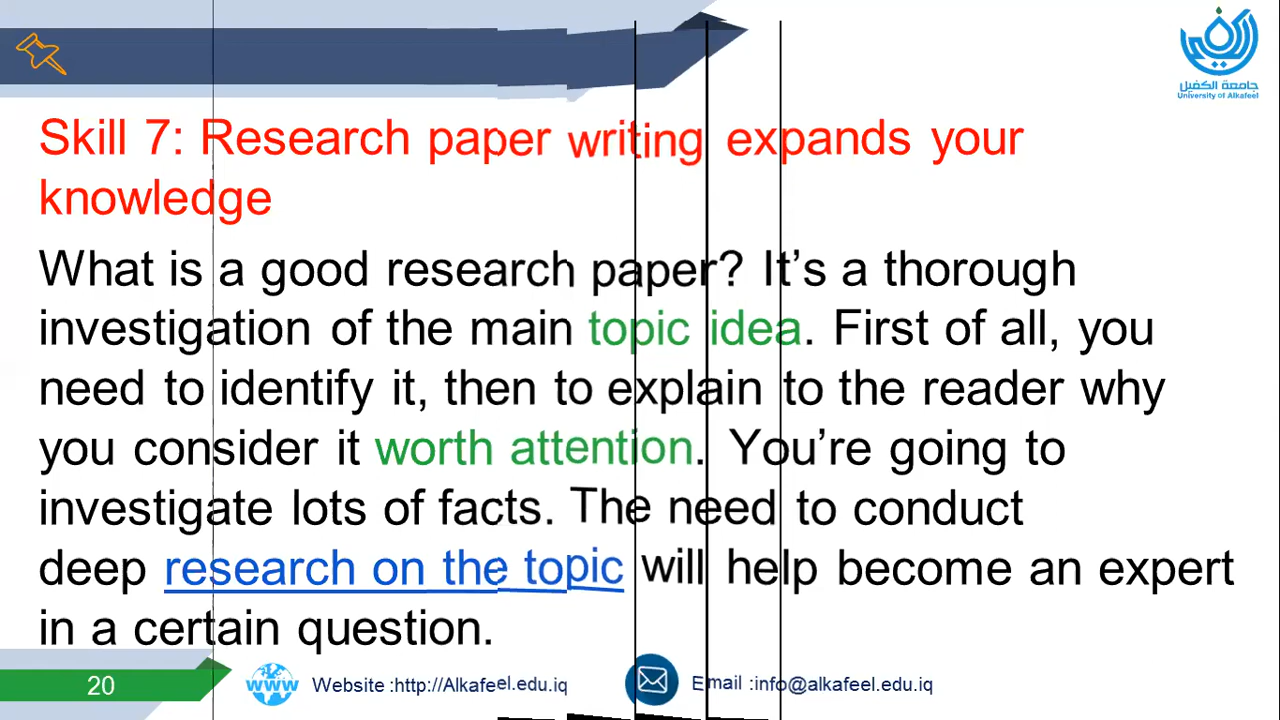 جامعة الكفيل
University of Alkafeel
Skill 7: Research paper writing expands your
knowledge
What is a good research paper? It’s a thorough
investigation of the main topic idea. First of all, you
need to identify it, then to explain to the reader why
you consider it worth attention. You’re going to
investigate lots of facts. The need to conduct
deep research on the topic will help become an expert
in a certain question.
20
www
Website :http://Alkafeel.edu.iq
Email :info@alkafeel.edu.iq